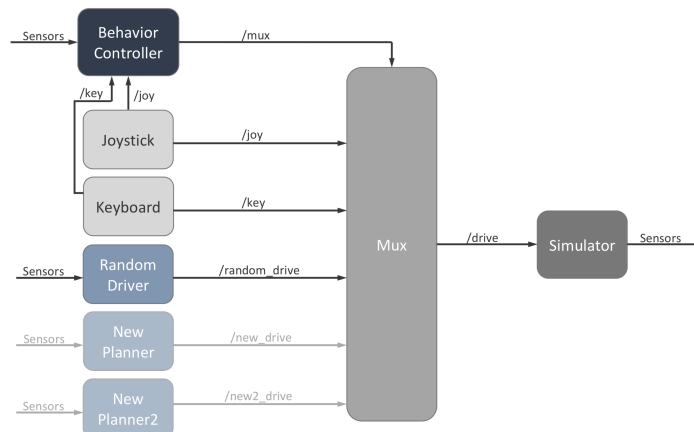 Sensors
Behavior
Controller
/mux
/key
/joy
Joystick
/joy
Keyboard
/key
Mux
/drive
Simulator
Sensors
Sensors
Random
Driver
/random_drive
Sensors
New
Planner
/new_drive
Sensors
New
Planner2
/new2_drive